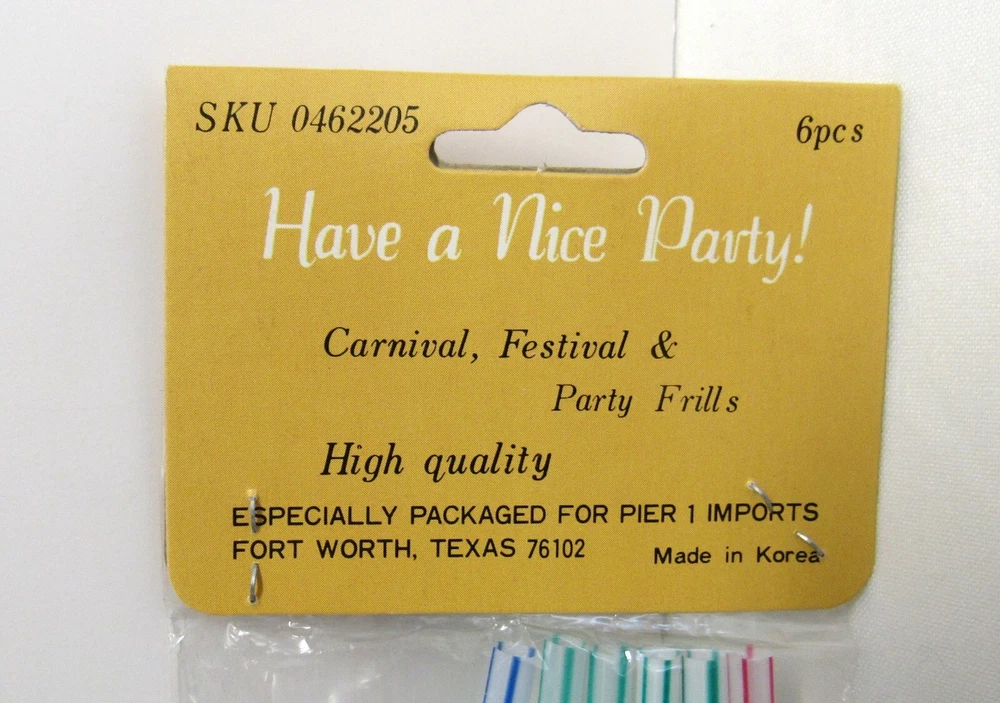 SKU 0462205
6pcs
Have a Nice Party!
Carnival, Festival &
Party Frills
High quality
ESPECIALLY PACKAGED FOR PIER 1 IMPORTS
FORT WORTH, TEXAS 76102
Made in Korea